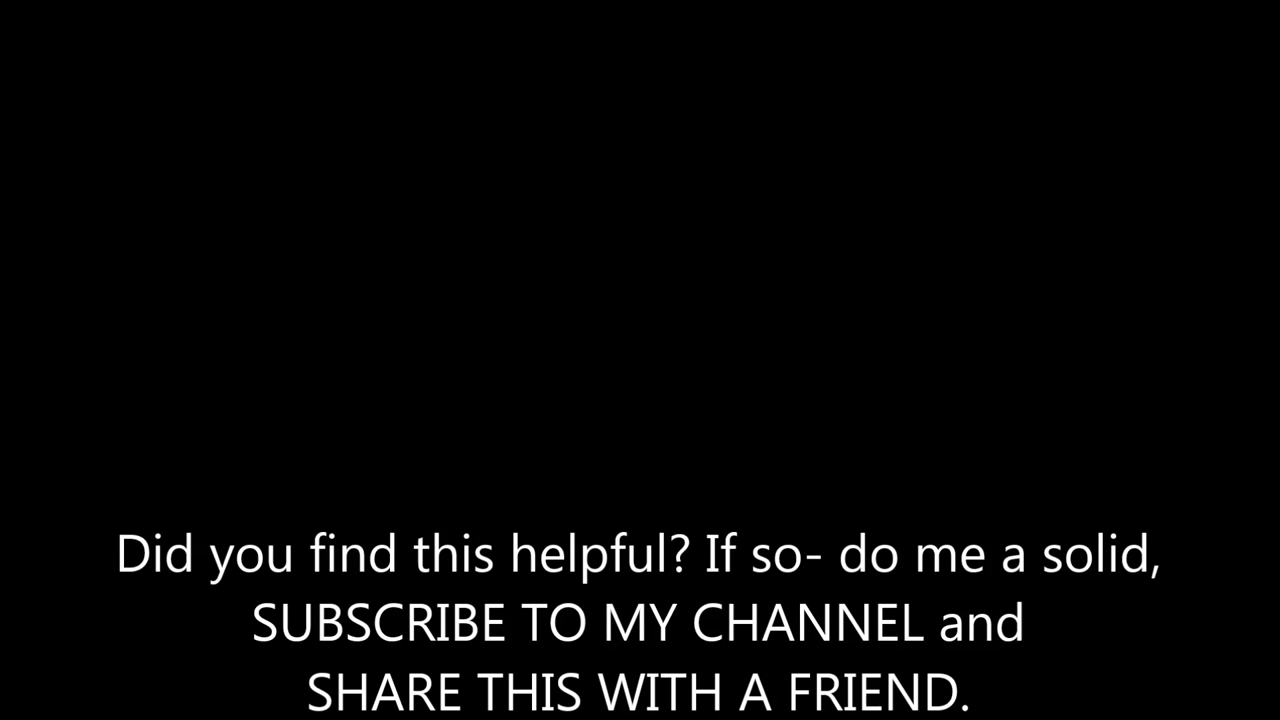 Did you find this helpful? If so- do me a solid,
SUBSCRIBE TO MY CHANNEL and
SHARE THIS WITH A FRIEND.